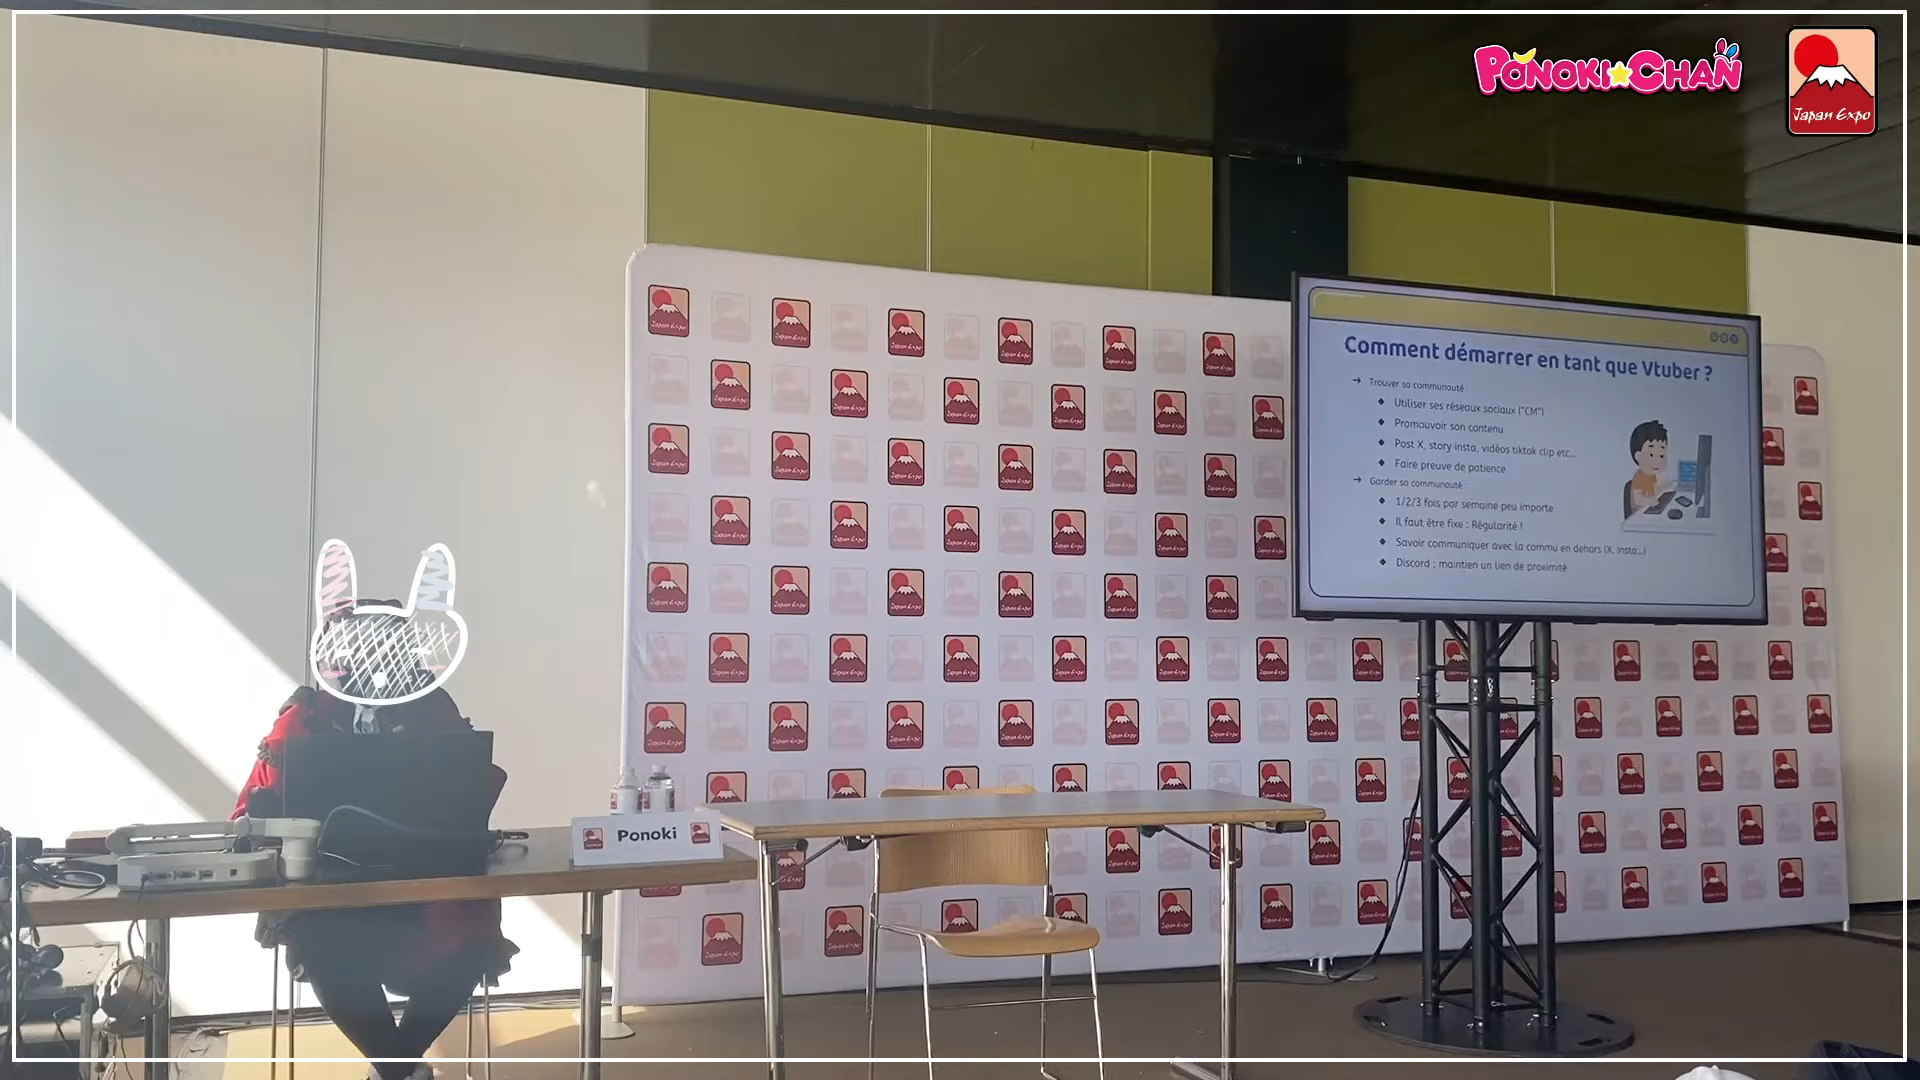 PONOKI CHAN
Japan Expo
Comment démarrer en tant que Vtuber ?
Trouver sa communauté :
Utiliser ses réseaux sociaux ("CM")
Promouvoir son contenu
Post X, story insta, vidéos tiktok clip etc...
Faire preuve de patience
Garder sa communauté :
1/2/3 fois par semaine peu importe
Il faut être fixe : Régularité !
Savoir communiquer avec la commu en dehors (X, insta...)
Discord : maintien un lien de proximité
Ponoki